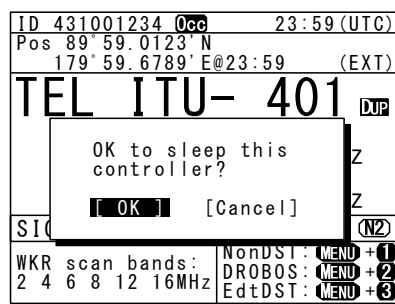 ID 431001234 Occ 23:59(UTC)
Pos 89°59.0123'N
179°59.6789'E@23:59 (EXT)
TEL ITU- 401 DUP
OK to sleep this
controller?
Z
[ OK ] [Cancel]
Z
SI
N2
WKR scan bands:
2 4 6 8 12 16MHz
NonDST: MENU +1
DROBOS: MENU +2
EdtDST: MENU +3